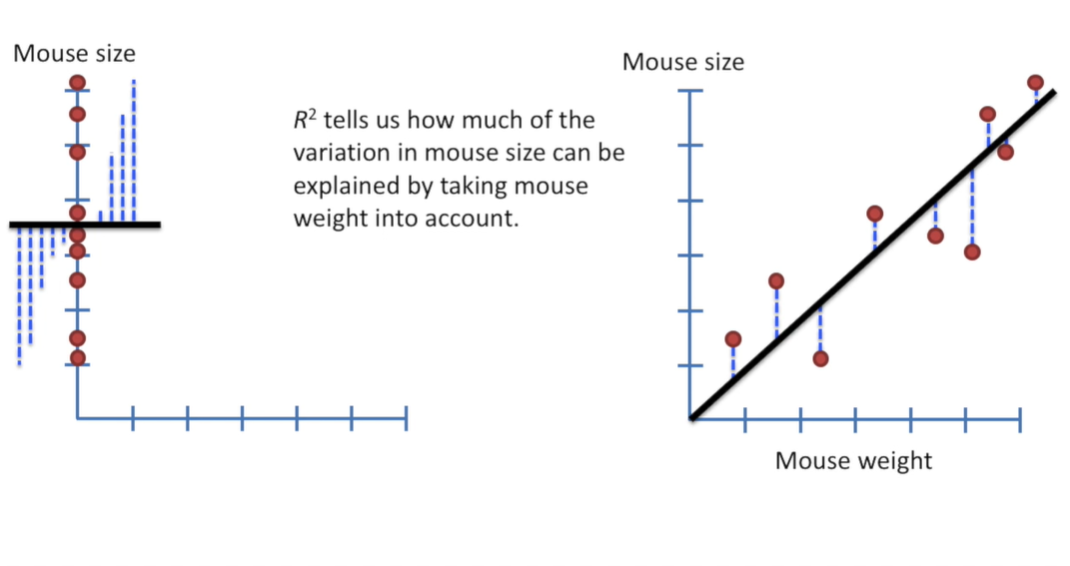 Mouse size
R² tells us how much of the
variation in mouse size can be
explained by taking mouse
weight into account.
Mouse size
Mouse weight